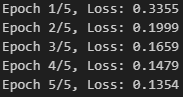 Epoch 1/5, Loss: 0.3355
Epoch 2/5, Loss: 0.1999
Epoch 3/5, Loss: 0.1659
Epoch 4/5, Loss: 0.1479
Epoch 5/5, Loss: 0.1354